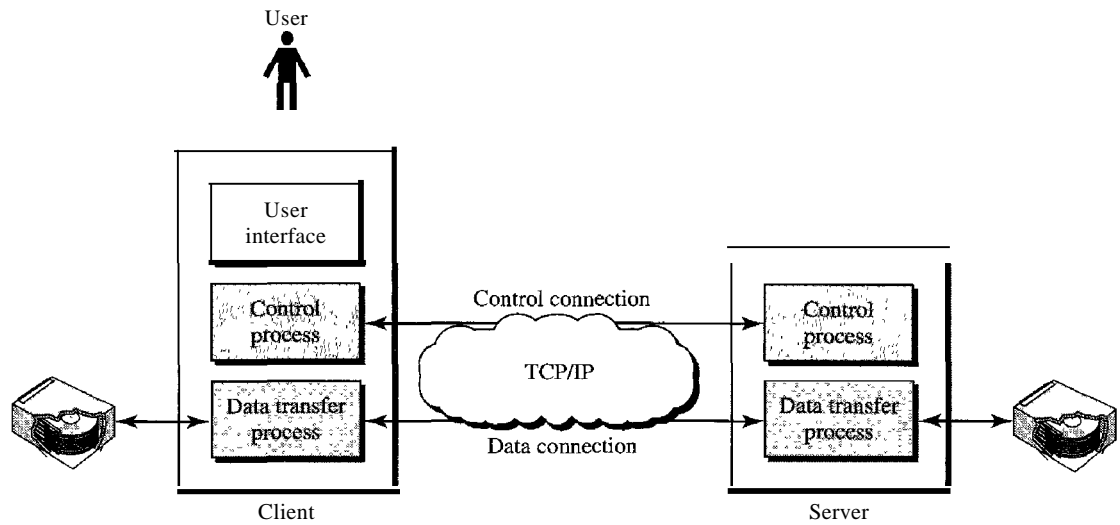 User
User
interface
Control
process
Data transfer
process
Control connection
TCP/IP
Data connection
Control
process
Data transfer
process
Client
Server